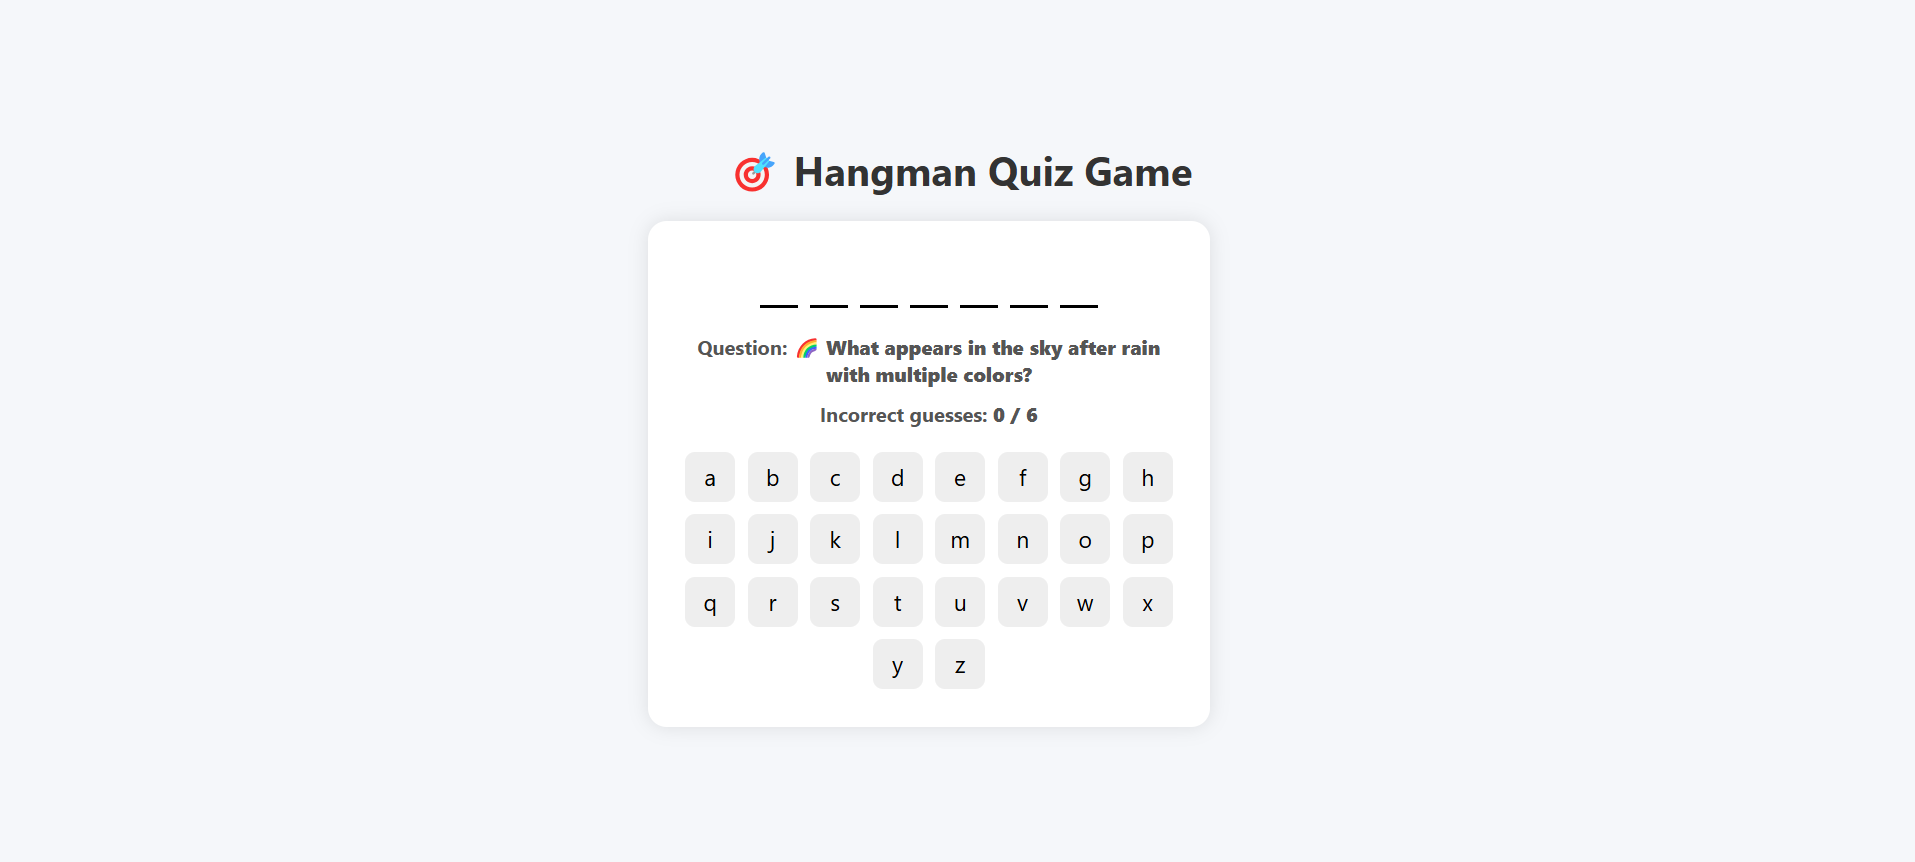 🎯 Hangman Quiz Game
Question: 🌈 What appears in the sky after rain
with multiple colors?
Incorrect guesses: 0 / 6
a b c d e f g h
i j k l m n o p
q r s t u v w x
y z